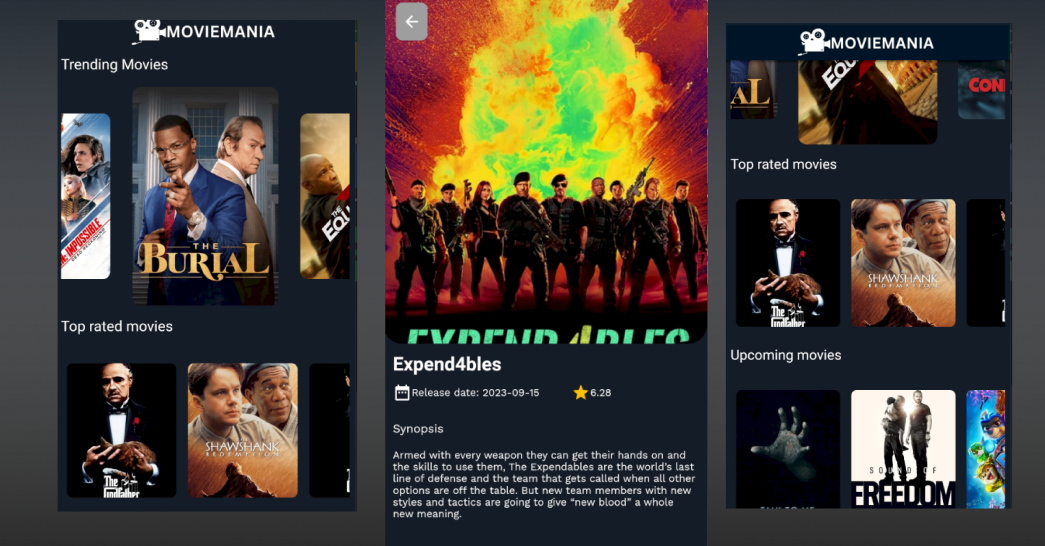 MOVIEMANIA
Trending Movies
THE
BURIAL
THE
EQU
Top rated movies
The
Godfather
SHAWSHANK
REDEMPTION
EXPEND4BLES
Expend4bles
Release date: 2023-09-15
6.28
Synopsis
Armed with every weapon they can get their hands on and
the skills to use them, The Expendables are the world's last
line of defense and the team that gets called when all other
options are off the table. But new team members with new
styles and tactics are going to give “new blood” a whole
new meaning.
MOVIEMANIA
AL
EQU
CON
Top rated movies
The
Godfather
SHAWSHANK
REDEMPTION
Upcoming movies
SOUND OF
FREEDOM